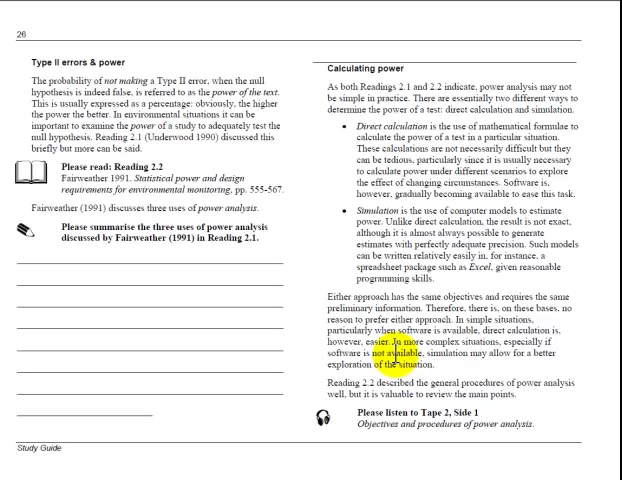 26
Type II errors & power
The probability of not making a Type II error, when the null
hypothesis is indeed false, is referred to as the power of the text.
This is usually expressed as a percentage: obviously, the higher
the power the better. In environmental situations it can be
important to examine the power of a study to adequately test the
null hypothesis. Reading 2.1 (Underwood 1990) discussed this
briefly but more can be said.
Please read: Reading 2.2
Fairweather 1991. Statistical power and design
requirements for environmental monitoring, pp. 555-567.
Fairweather (1991) discusses three uses of power analysis.
Please summarise the three uses of power analysis
discussed by Fairweather (1991) in Reading 2.1.
Calculating power
As both Readings 2.1 and 2.2 indicate, power analysis may not
be simple in practice. There are essentially two different ways to
determine the power of a test: direct calculation and simulation.
• Direct calculation is the use of mathematical formulae to
calculate the power of a test in a particular situation.
These calculations are not necessarily difficult but they
can be tedious, particularly since it is usually necessary
to calculate power under different scenarios to explore
the effect of changing circumstances. Software is,
however, gradually becoming available to ease this task.
• Simulation is the use of computer models to estimate
power. Unlike direct calculation, the result is not exact,
although it is almost always possible to generate
estimates with perfectly adequate precision. Such models
can be written relatively easily in, for instance, a
spreadsheet package such as Excel, given reasonable
programming skills.
Either approach has the same objectives and requires the same
preliminary information. Therefore, there is, on these bases, no
reason to prefer either approach. In simple situations,
particularly when software is available, direct calculation is,
however, easier. In more complex situations, especially if
software is not available, simulation may allow for a better
exploration of the situation.
Reading 2.2 described the general procedures of power analysis
well, but it is valuable to review the main points.
Please listen to Tape 2, Side 1
Objectives and procedures of power analysis.
Study Guide